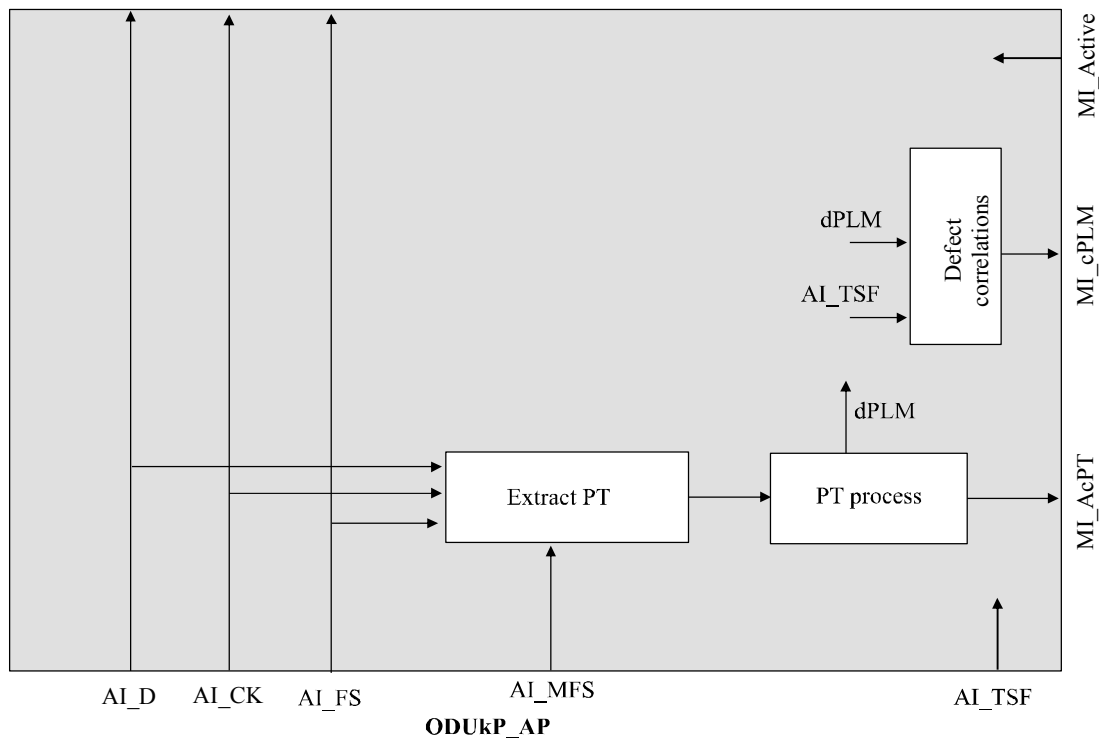 MI_Active
dPLM
AI_TSF
Defect
correlations
MI_cPLM
dPLM
Extract PT
PT process
MI_AcPT
AI_D
AI_CK
AI_FS
AI_MFS
AI_TSF
ODUkP_AP